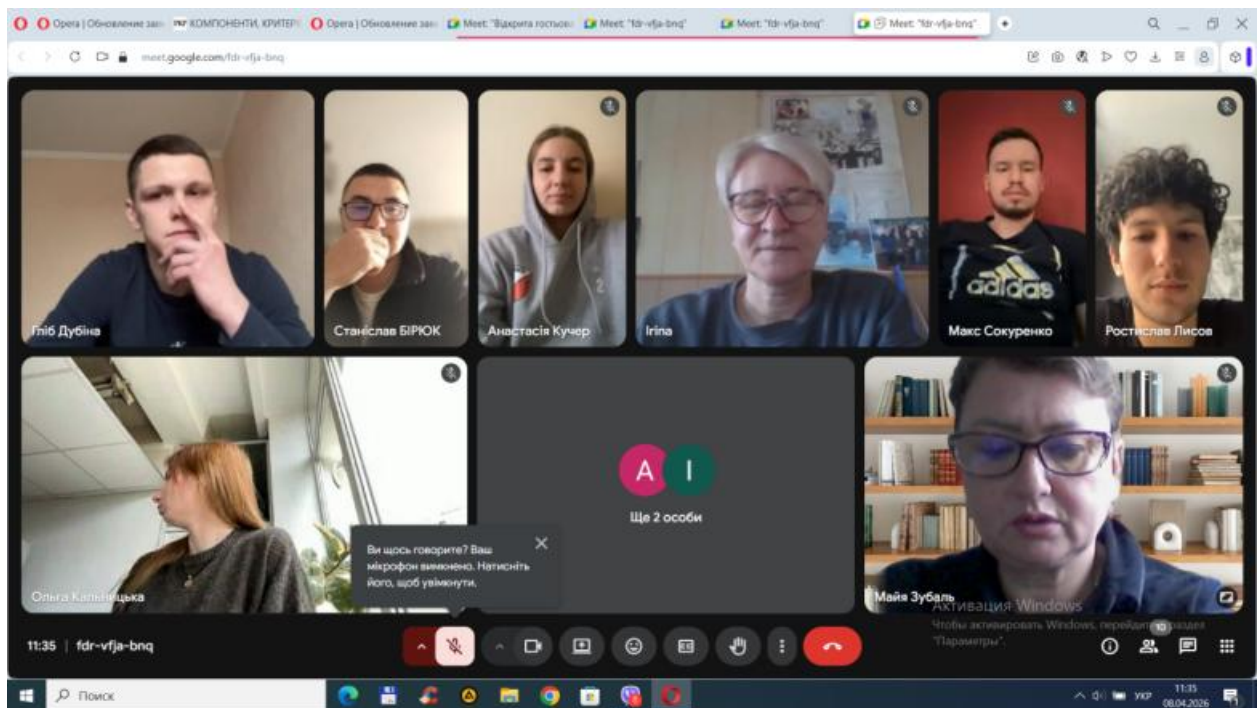 Opera | Обновление зав
КОМПОНЕНТИ, КРИТЕРІ
Opera | Обновление зав
Meet: "Відкрита гостьов
Meet: "fdr-vfja-bnq"
Meet: "fdr-vfja-bnq"
Meet: "fdr-vfja-bnq"
meet.google.com/fdr-vfja-bnq
adidas
Гліб Дубіна
Станіслав БІРЮК
Анастасія Кучер
Irina
Макс Сокуренко
Ростислав Лисов
А І
Ще 2 особи
Ви щось говорите? Ваш
мікрофон вимкнено. Натисніть
його, щоб увімкнути.
Ольга Кальницька
Майя Зубаль
Активация Windows
Чтобы активировать Windows, перейдите в раздел
"Параметры".
11:35 | fdr-vfja-bnq
10
Поиск
УКР
11:35
08.04.2026